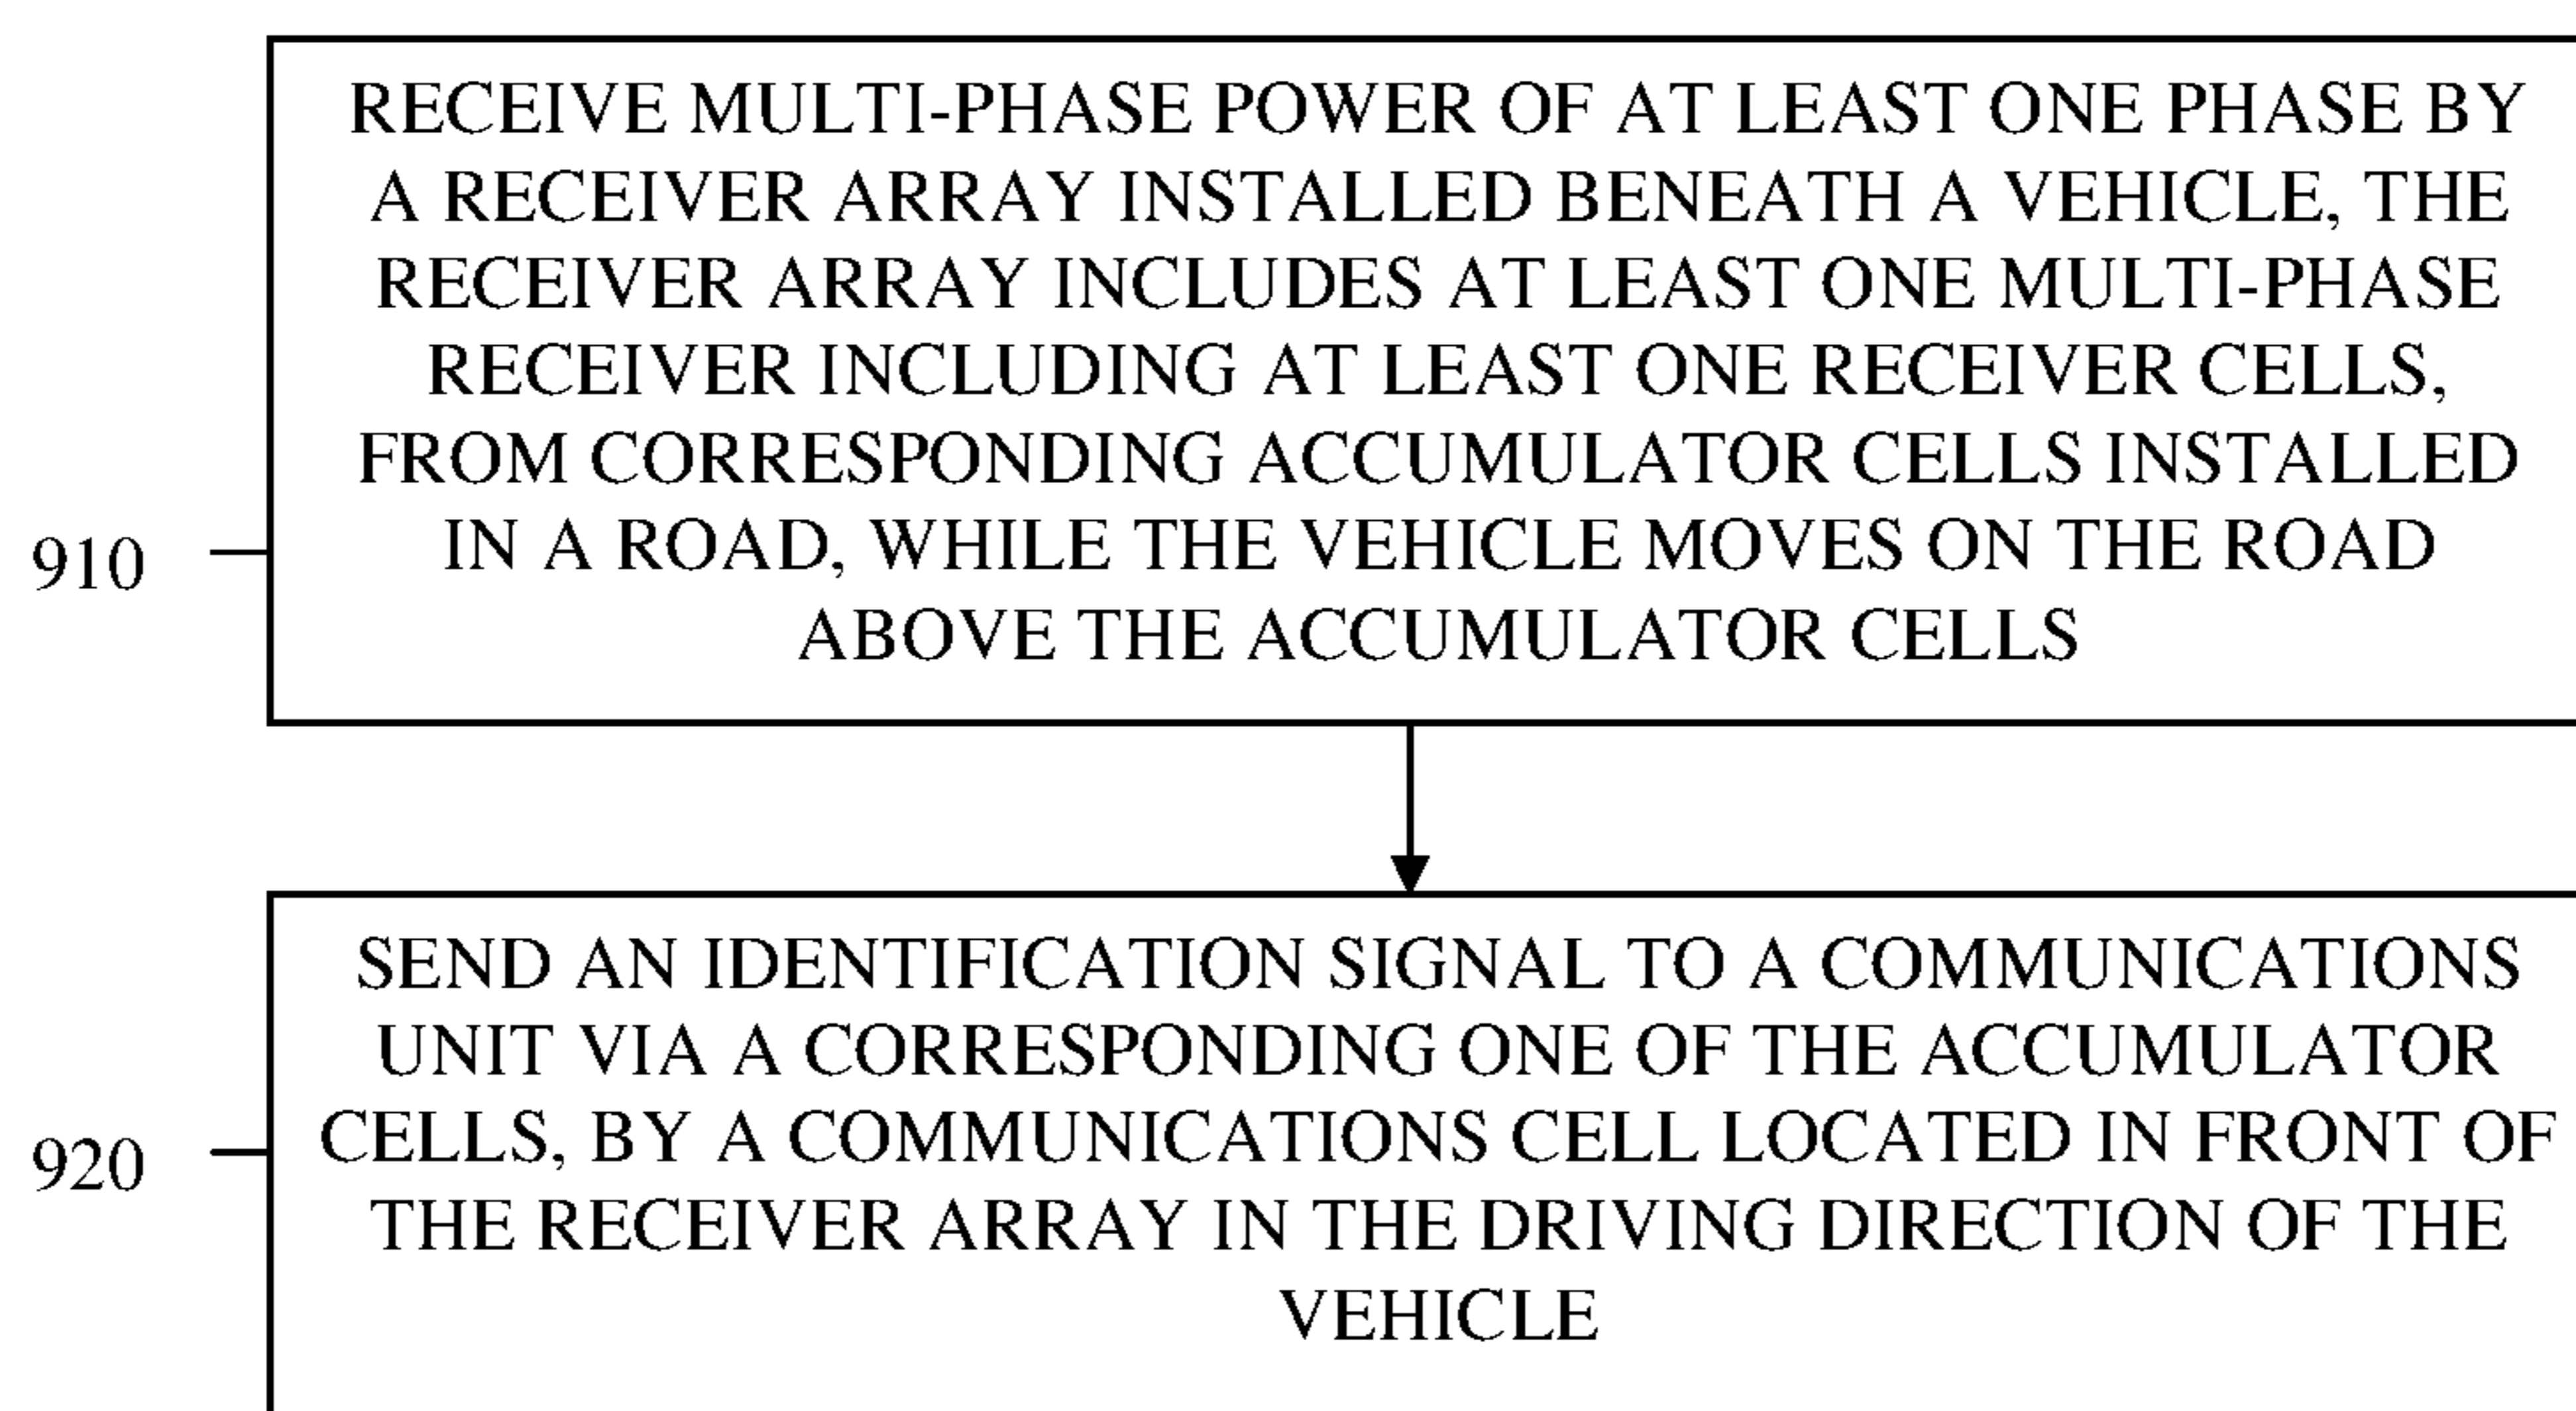 RECEIVE MULTI-PHASE POWER OF AT LEAST ONE PHASE BY
A RECEIVER ARRAY INSTALLED BENEATH A VEHICLE, THE
RECEIVER ARRAY INCLUDES AT LEAST ONE MULTI-PHASE
RECEIVER INCLUDING AT LEAST ONE RECEIVER CELLS,
FROM CORRESPONDING ACCUMULATOR CELLS INSTALLED
IN A ROAD, WHILE THE VEHICLE MOVES ON THE ROAD
ABOVE THE ACCUMULATOR CELLS
910
SEND AN IDENTIFICATION SIGNAL TO A COMMUNICATIONS
UNIT VIA A CORRESPONDING ONE OF THE ACCUMULATOR
CELLS, BY A COMMUNICATIONS CELL LOCATED IN FRONT OF
THE RECEIVER ARRAY IN THE DRIVING DIRECTION OF THE
VEHICLE
920